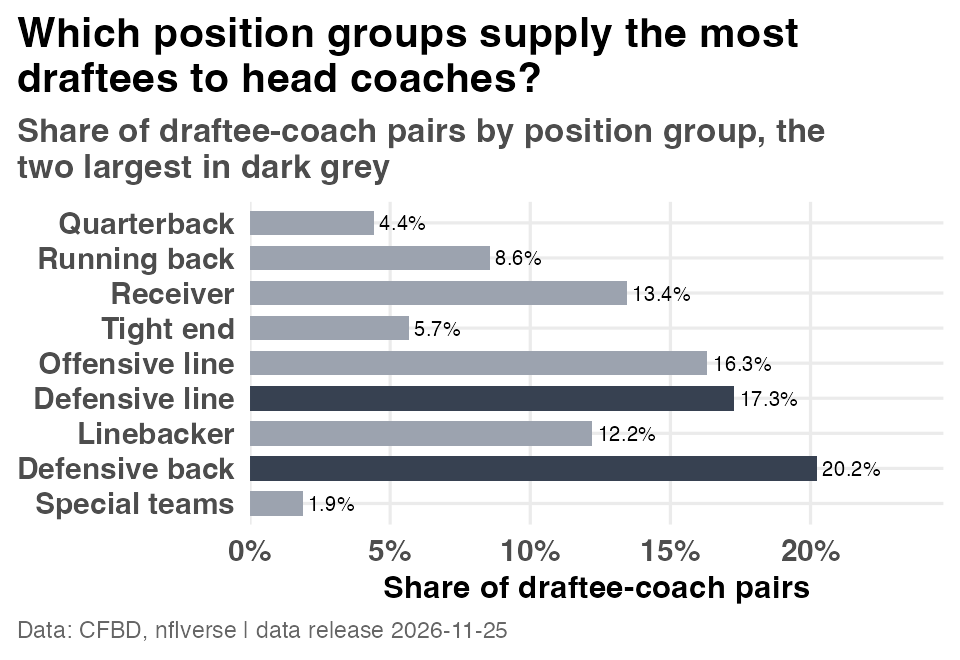 Which position groups supply the most
draftees to head coaches?
Share of draftee-coach pairs by position group, the
two largest in dark grey
Quarterback 4.4%
Running back 8.6%
Receiver 13.4%
Tight end 5.7%
Offensive line 16.3%
Defensive line 17.3%
Linebacker 12.2%
Defensive back 20.2%
Special teams 1.9%
0% 5% 10% 15% 20%
Share of draftee-coach pairs
Data: CFBD, nflverse | data release 2026-11-25